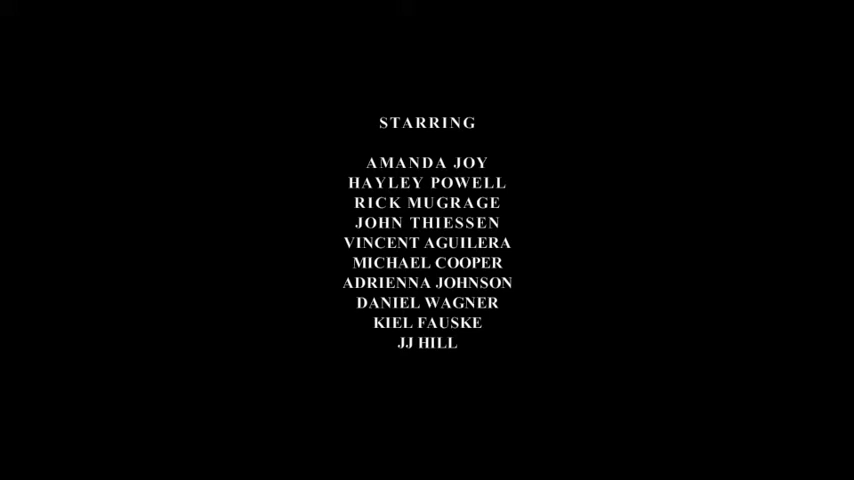 STARRING
AMANDA JOY
HAYLEY POWELL
RICK MUGRAGE
JOHN THIESSEN
VINCENT AGUILERA
MICHAEL COOPER
ADRIENNA JOHNSON
DANIEL WAGNER
KIEL FAUSKE
JJ HILL